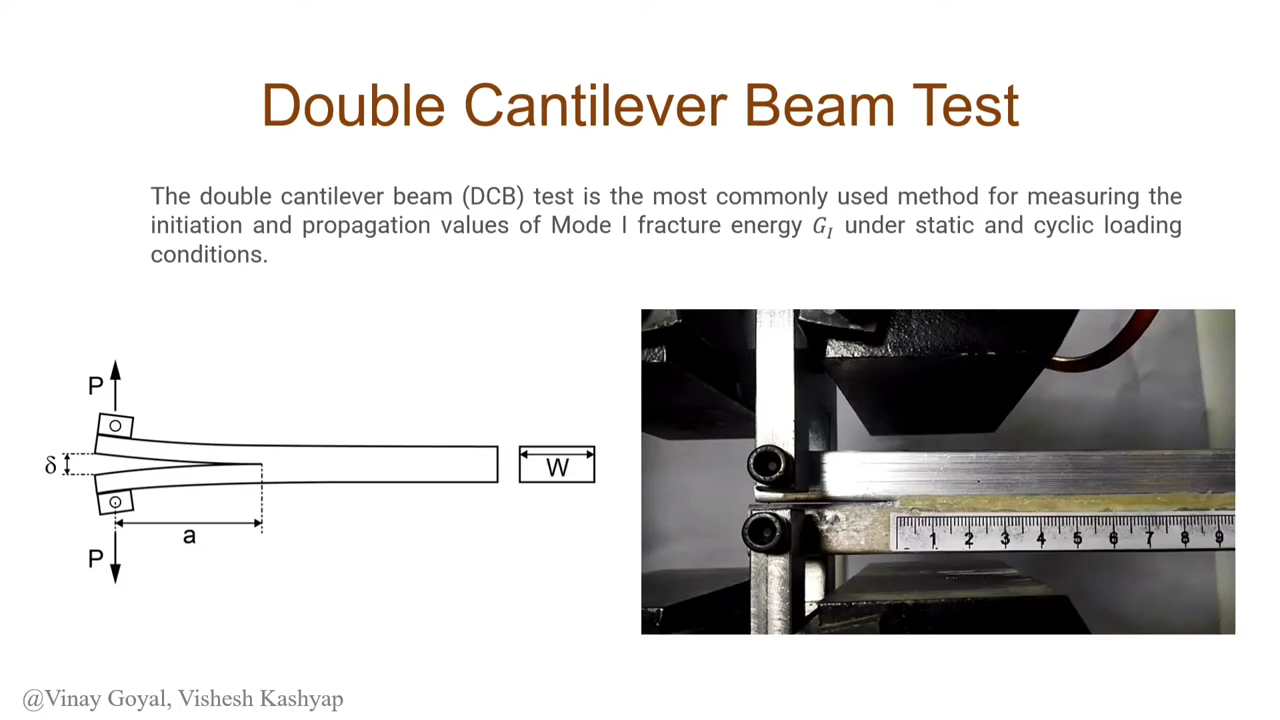 Double Cantilever Beam Test
The double cantilever beam (DCB) test is the most commonly used method for measuring the
initiation and propagation values of Mode I fracture energy G_I under static and cyclic loading
conditions.
P
δ
a
P
W
1 2 3 4 5 6 7 8 9
@Vinay Goyal, Vishesh Kashyap